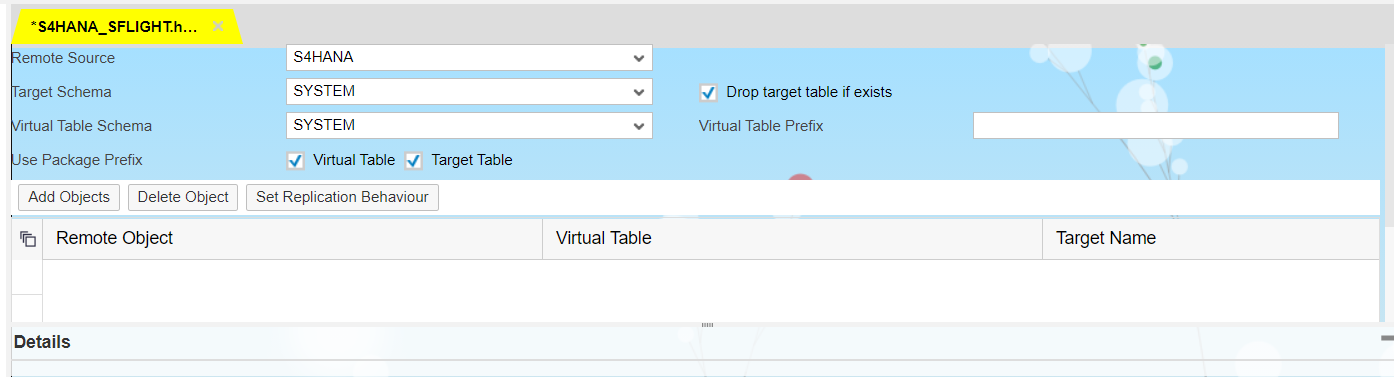 *S4HANA_SFLIGHT.h...
Remote Source S4HANA
Target Schema SYSTEM Drop target table if exists
Virtual Table Schema SYSTEM Virtual Table Prefix
Use Package Prefix Virtual Table Target Table
Add Objects Delete Object Set Replication Behaviour
Remote Object Virtual Table Target Name
Details